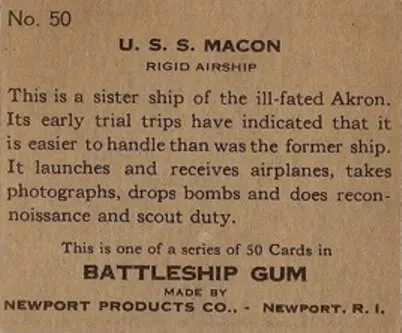 No. 50
U. S. S. MACON
RIGID AIRSHIP
This is a sister ship of the ill-fated Akron.
Its early trial trips have indicated that it
is easier to handle than was the former ship.
It launches and receives airplanes, takes
photographs, drops bombs and does recon-
noissance and scout duty.
This is one of a series of 50 Cards in
BATTLESHIP GUM
MADE BY
NEWPORT PRODUCTS CO., - NEWPORT. R. I.